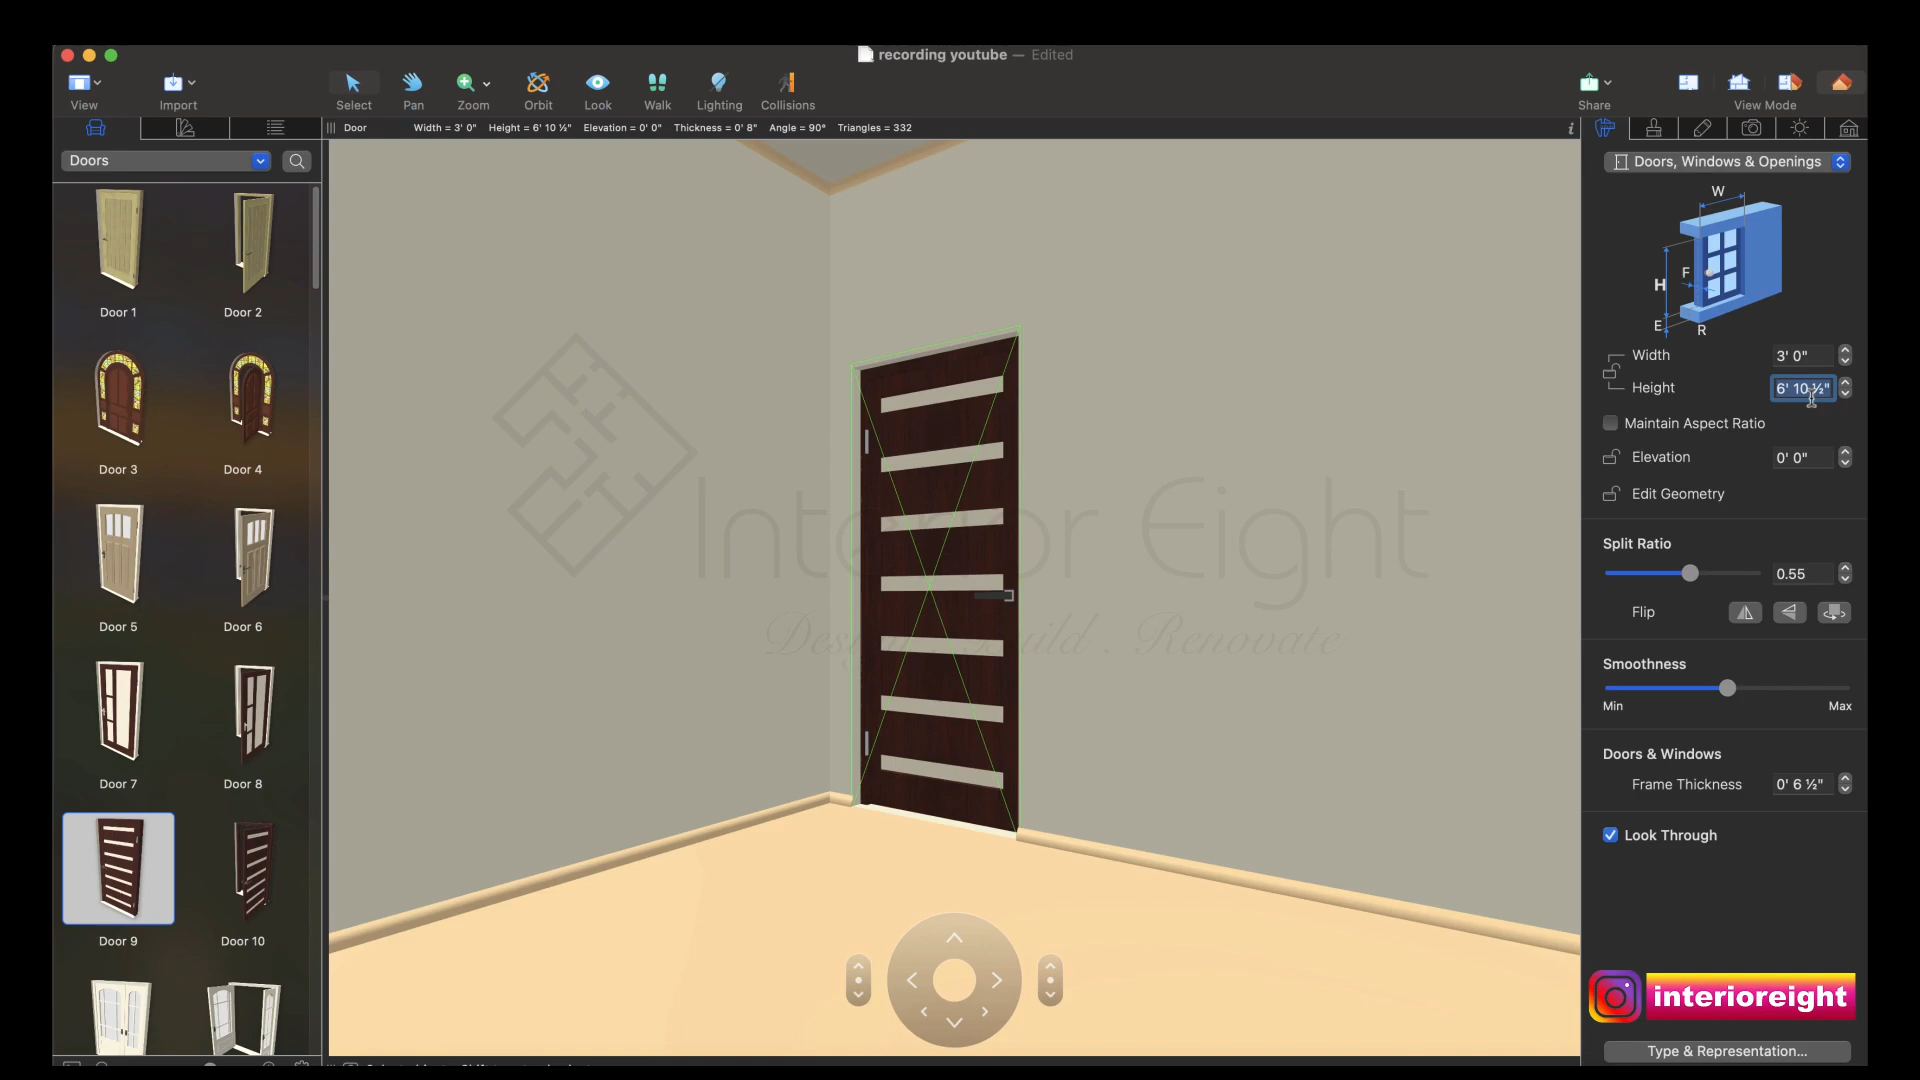 recording youtube — Edited
View
Import
Select
Pan
Zoom
Orbit
Look
Walk
Lighting
Collisions
Share
View Mode
Door Width = 3' 0" Height = 6' 10 ½" Elevation = 0' 0" Thickness = 0' 8" Angle = 90° Triangles = 332
i
Doors
Doors, Windows & Openings
Door 1
Door 2
Door 3
Door 4
Door 5
Door 6
Door 7
Door 8
Door 9
Door 10
Interior Eight
Design . Build . Renovate
W
F
H
E
R
Width 3' 0"
Height 6' 10 ½"
Maintain Aspect Ratio
Elevation 0' 0"
Edit Geometry
Split Ratio
0.55
Flip
Smoothness
Min Max
Doors & Windows
Frame Thickness 0' 6 ½"
Look Through
interioreight
Type & Representation...